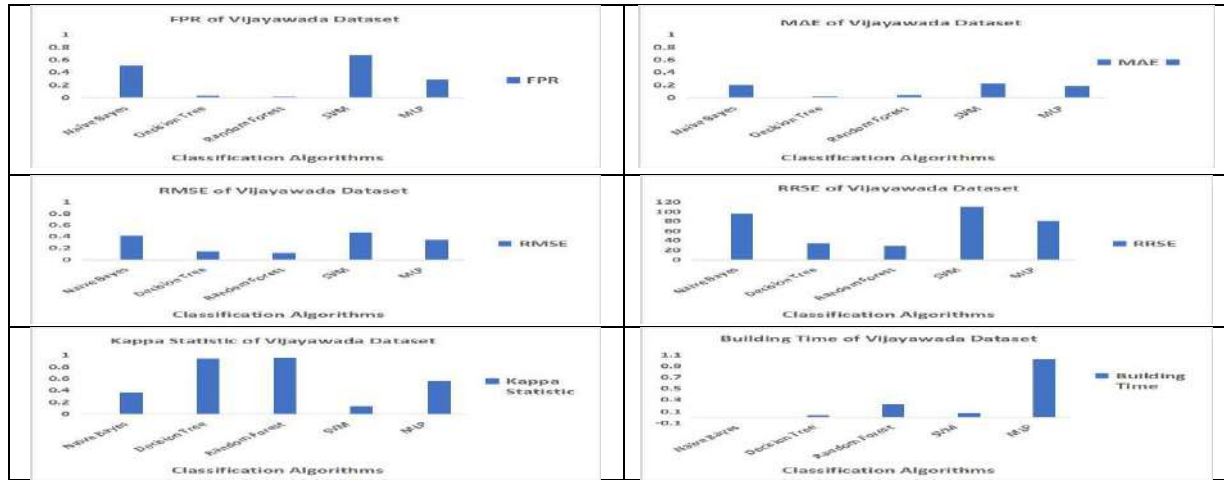 FPR of Vijayawada Dataset
1
0.8
0.6
0.4
0.2
0
Naïve Bayes
Decision Tree
Random Forest
SVM
MLP
FPR
Classification Algorithms
MAE of Vijayawada Dataset
1
0.8
0.6
0.4
0.2
0
Naïve Bayes
Decision Tree
Random Forest
SVM
MLP
MAE
Classification Algorithms
RMSE of Vijayawada Dataset
1
0.8
0.6
0.4
0.2
0
Naïve Bayes
Decision Tree
Random Forest
SVM
MLP
RMSE
Classification Algorithms
RRSE of Vijayawada Dataset
120
100
80
60
40
20
0
Naïve Bayes
Decision Tree
Random Forest
SVM
MLP
RRSE
Classification Algorithms
Kappa Statistic of Vijayawada Dataset
1
0.8
0.6
0.4
0.2
0
Naïve Bayes
Decision Tree
Random Forest
SVM
MLP
Kappa
Statistic
Classification Algorithms
Building Time of Vijayawada Dataset
1.1
0.9
0.7
0.5
0.3
0.1
-0.1
Naïve Bayes
Decision Tree
Random Forest
SVM
MLP
Building
Time
Classification Algorithms